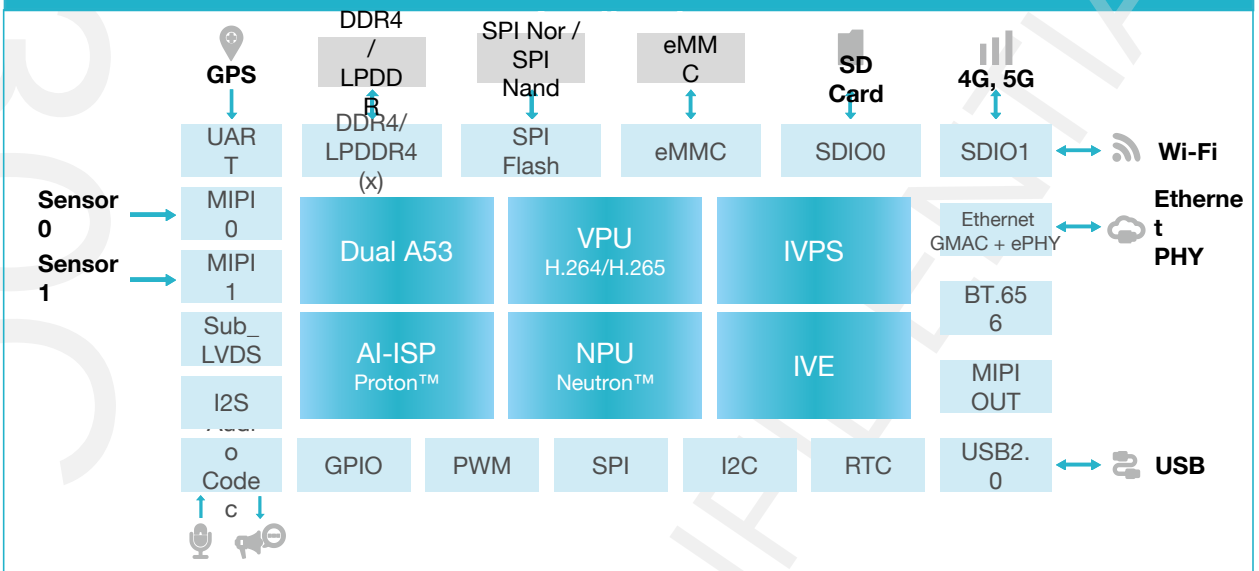 DDR4
/
LPDD
R
SPI Nor /
SPI
Nand
eMM
C
GPS
SD
Card
4G, 5G
UAR
T
DDR4/
LPDDR4
(x)
SPI
Flash
eMMC
SDIO0
SDIO1
Wi-Fi
Sensor
0
MIPI
0
Sensor
1
MIPI
1
Sub_
LVDS
I2S
Audi
o
Code
c
Dual A53
VPU
H.264/H.265
IVPS
AI-ISP
Proton™
NPU
Neutron™
IVE
Ethernet
GMAC + ePHY
Etherne
t
PHY
BT.65
6
MIPI
OUT
GPIO
PWM
SPI
I2C
RTC
USB2.
0
USB